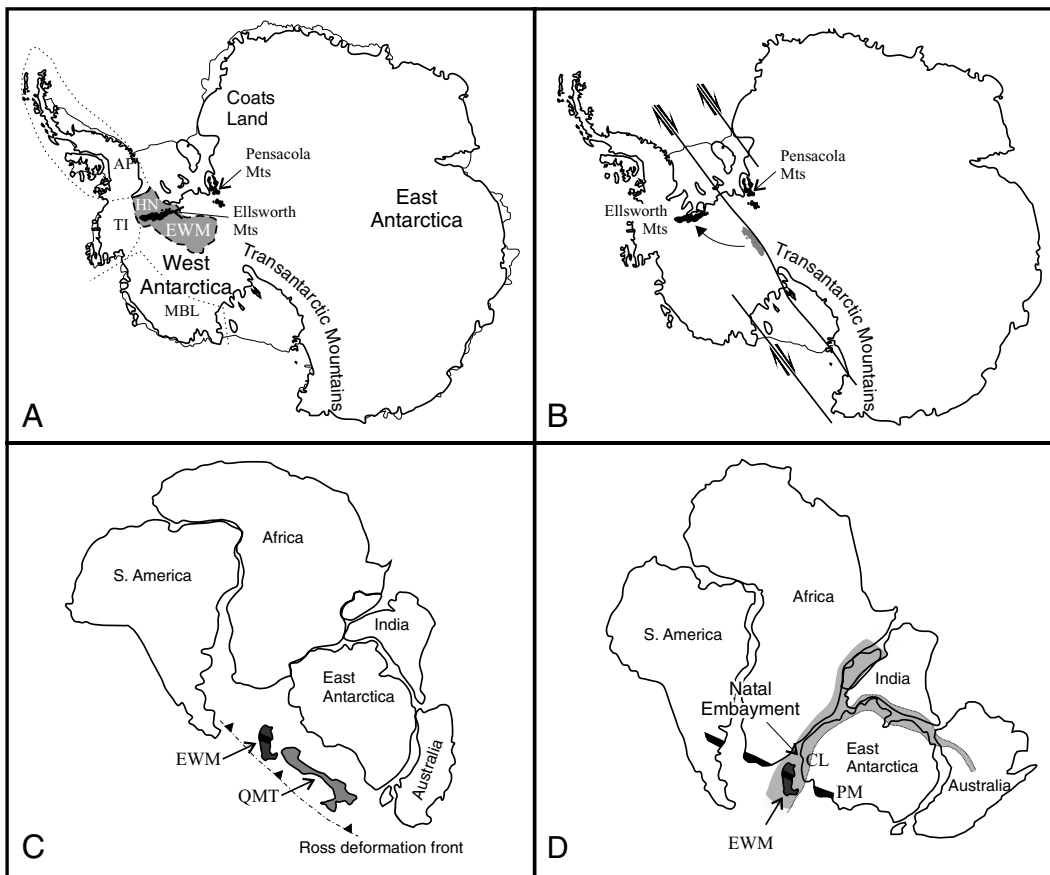 Coats
Land
Pensacola
Mts
AP
HN
Ellsworth
Mts
TI
EWM
East
Antarctica
West
Antarctica
MBL
Transantarctic Mountains
A
Pensacola
Mts
Ellsworth
Mts
East
Antarctica
Transantarctic Mountains
B
Africa
S. America
India
East
Antarctica
EWM
QMT
Australia
Ross deformation front
C
Africa
S. America
India
Natal
Embayment
CL
East
Antarctica
Australia
PM
EWM
D